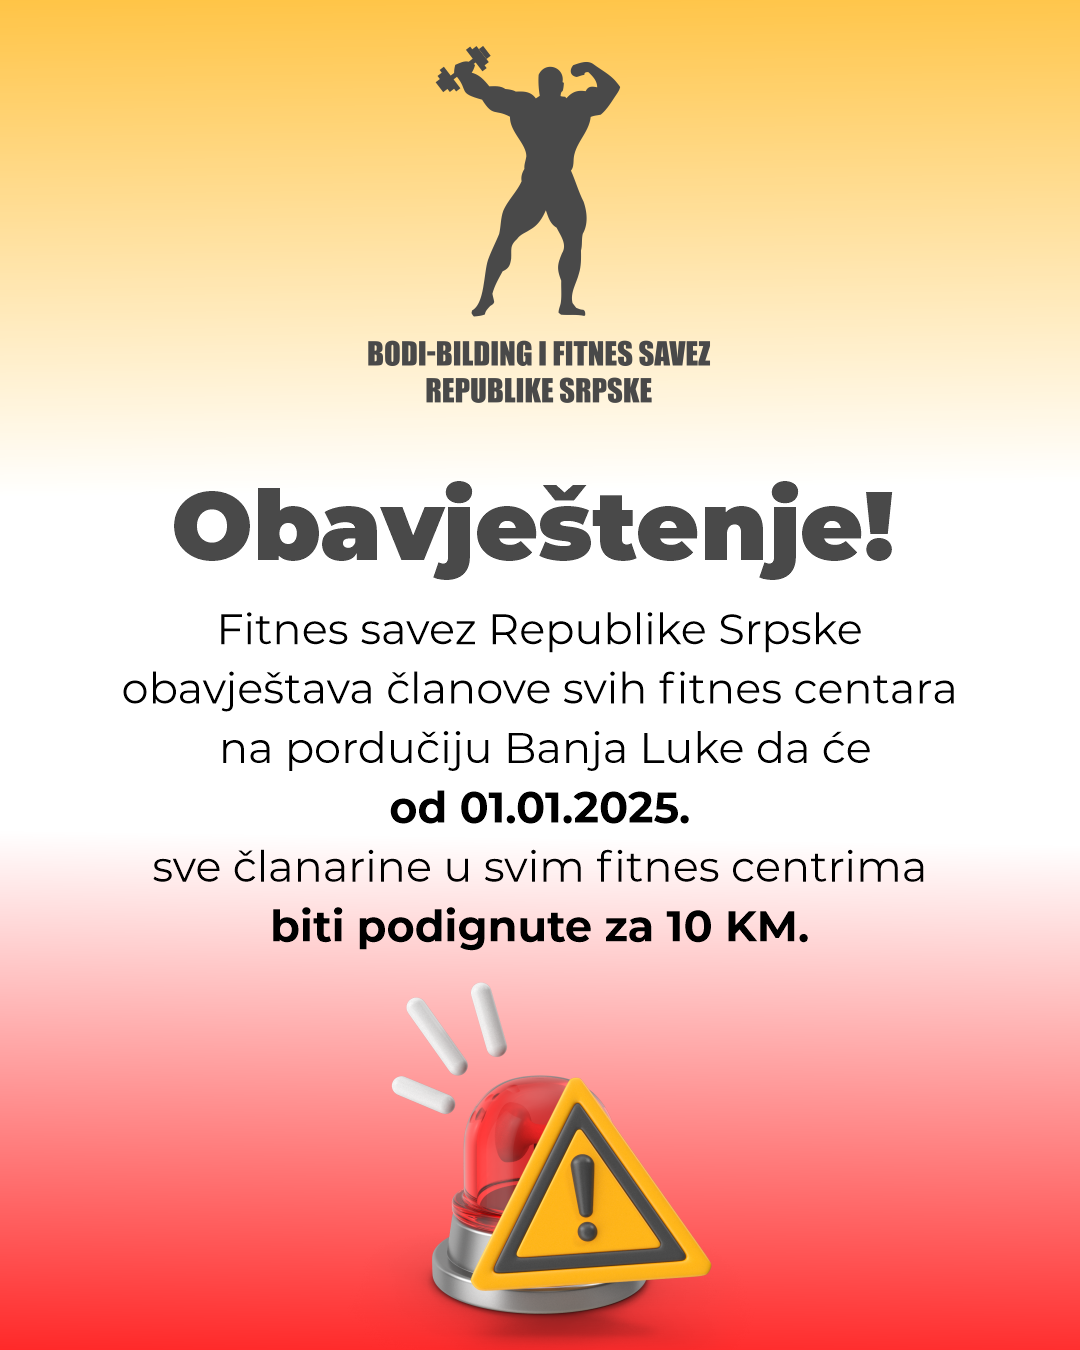 BODI-BILDING I FITNES SAVEZ
REPUBLIKE SRPSKE
Obavještenje!
Fitnes savez Republike Srpske
obavještava članove svih fitnes centara
na pordučiju Banja Luke da će
od 01.01.2025.
sve članarine u svim fitnes centrima
biti podignute za 10 KM.